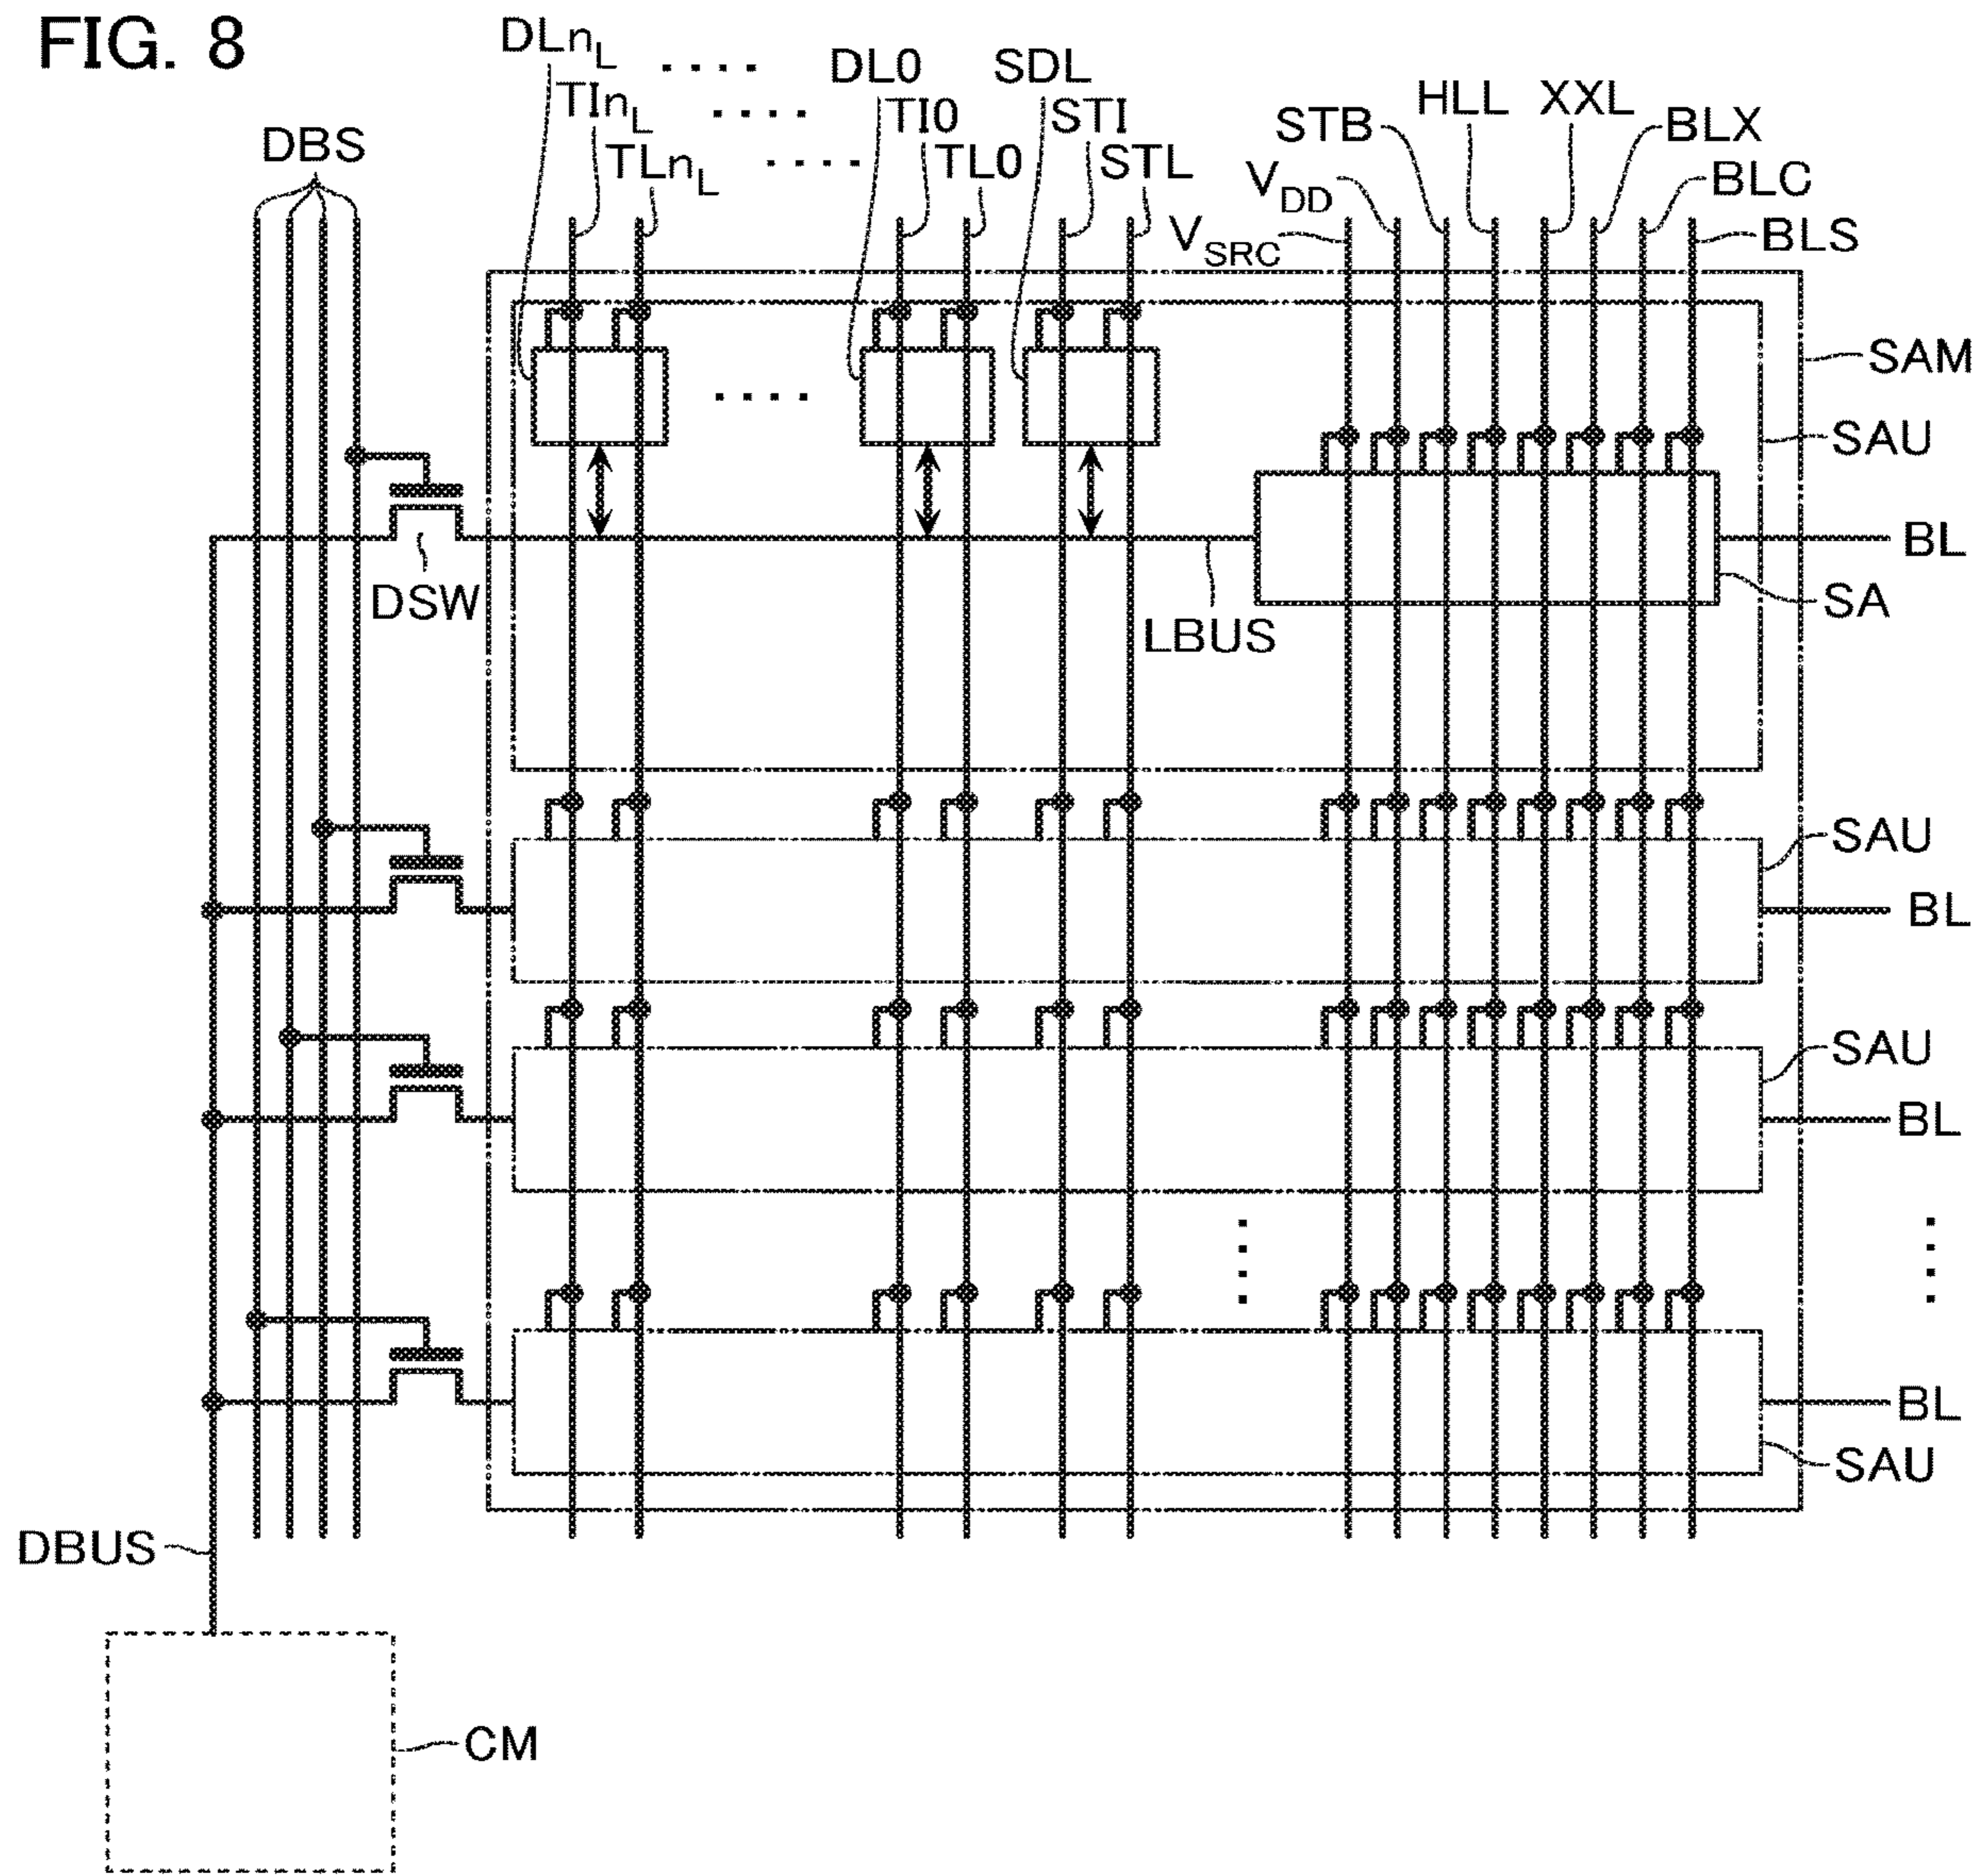 FIG. 8
DLnL
TInL
TLnL
DL0
TI0
TL0
SDL
STI
STL
DBS
VSRC
VDD
STB
HLL
XXL
BLX
BLC
BLS
SAM
SAU
BL
SA
DSW
LBUS
SAU
BL
SAU
BL
BL
SAU
DBUS
CM